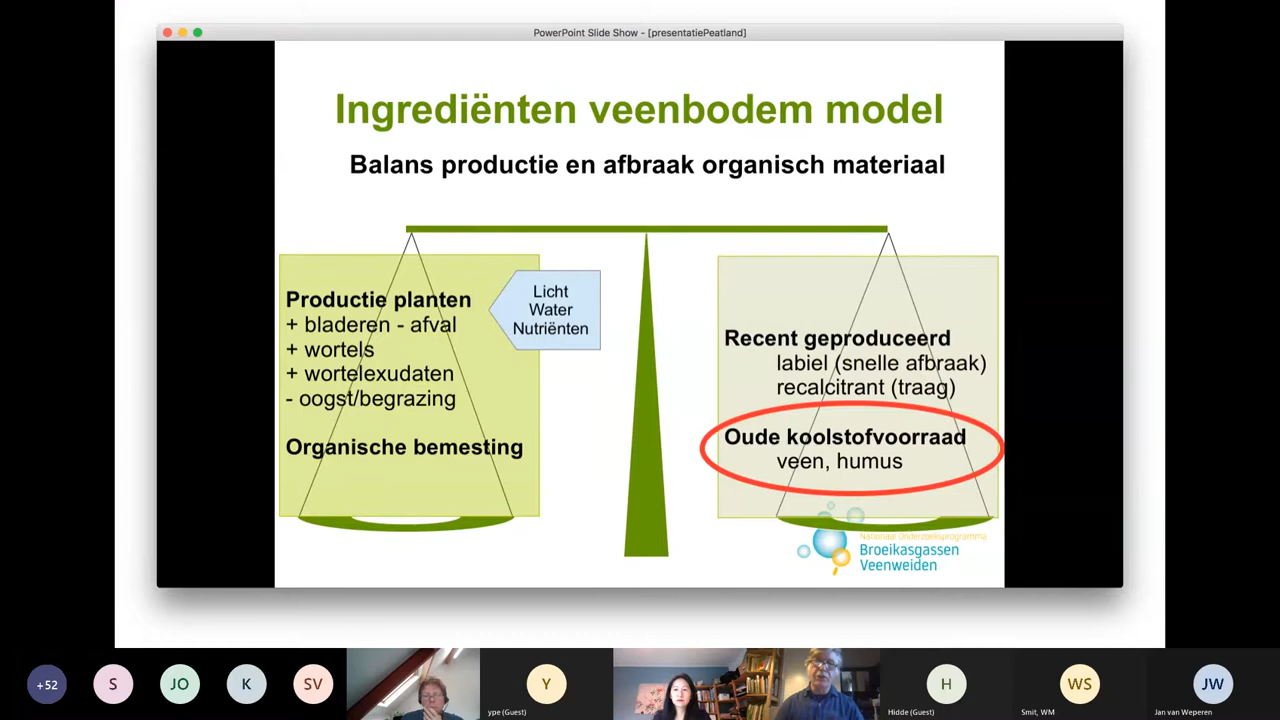 PowerPoint Slide Show - [presentatiePeatland]
Ingrediënten veenbodem model
Balans productie en afbraak organisch materiaal
Productie planten
+ bladeren - afval
+ wortels
+ wortelexudaten
- oogst/begrazing
Organische bemesting
Licht
Water
Nutriënten
Recent geproduceerd
labiel (snelle afbraak)
recalcitrant (traag)
Oude koolstofvoorraad
veen, humus
Nationaal Onderzoeksprogramma
Broeikasgassen
Veenweiden
+52
S
JO
K
SV
Y
ype (Guest)
H
Hidde (Guest)
WS
Smit, WM
JW
Jan van Weperen